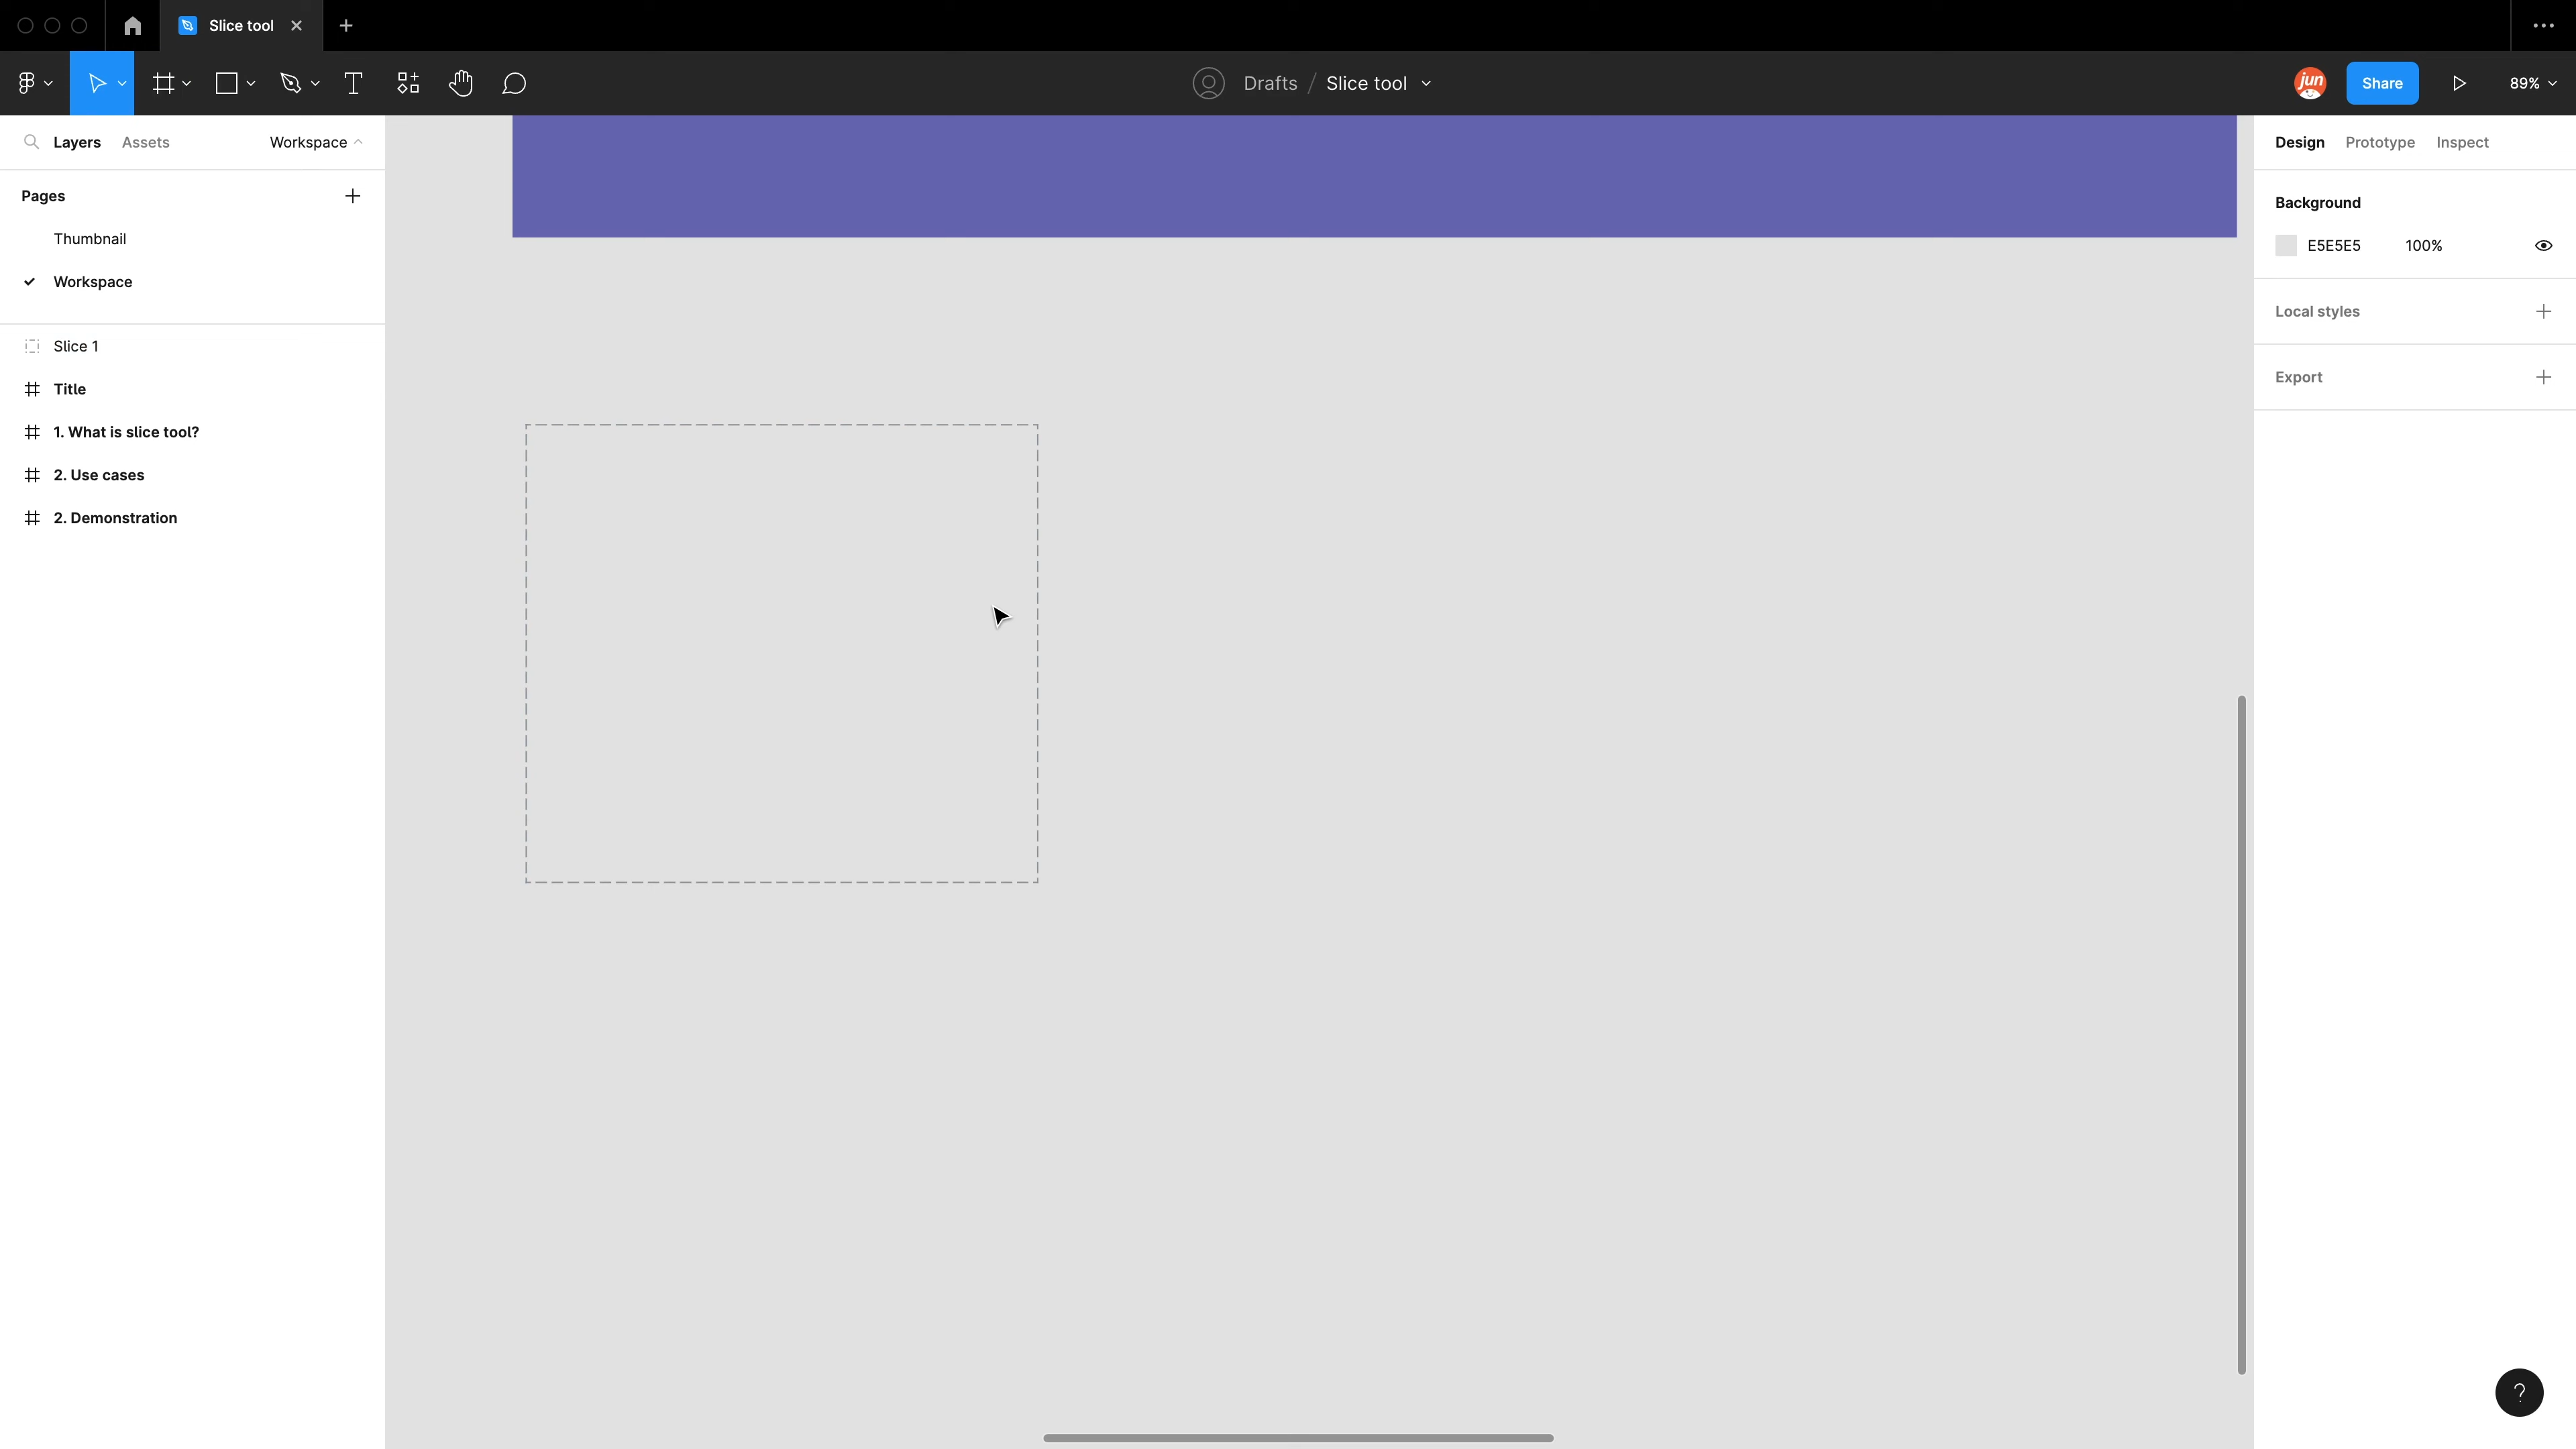 Slice tool
Drafts / Slice tool
jun
Share
89%
Layers Assets Workspace
Pages
Thumbnail
Workspace
Slice 1
Title
1. What is slice tool?
2. Use cases
2. Demonstration
Design Prototype Inspect
Background
E5E5E5 100%
Local styles
Export
?